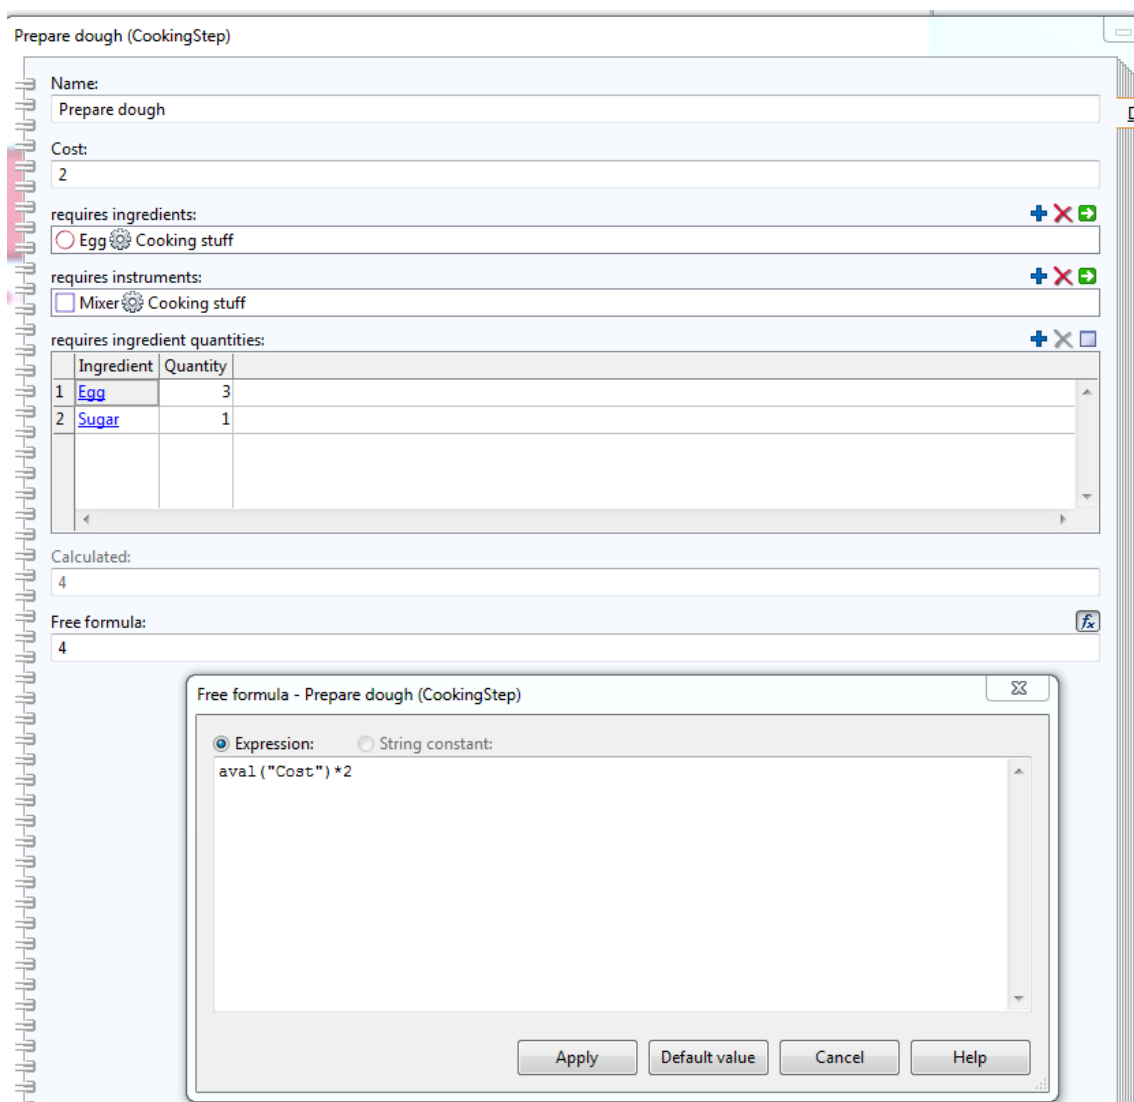 Prepare dough (CookingStep)
Name:
Prepare dough
Cost:
2
requires ingredients:
Egg Cooking stuff
requires instruments:
Mixer Cooking stuff
requires ingredient quantities:
Ingredient Quantity
1 Egg 3
2 Sugar 1
Calculated:
4
Free formula:
fx
4
Free formula - Prepare dough (CookingStep)
Expression: String constant:
aval("Cost")*2
Apply Default value Cancel Help